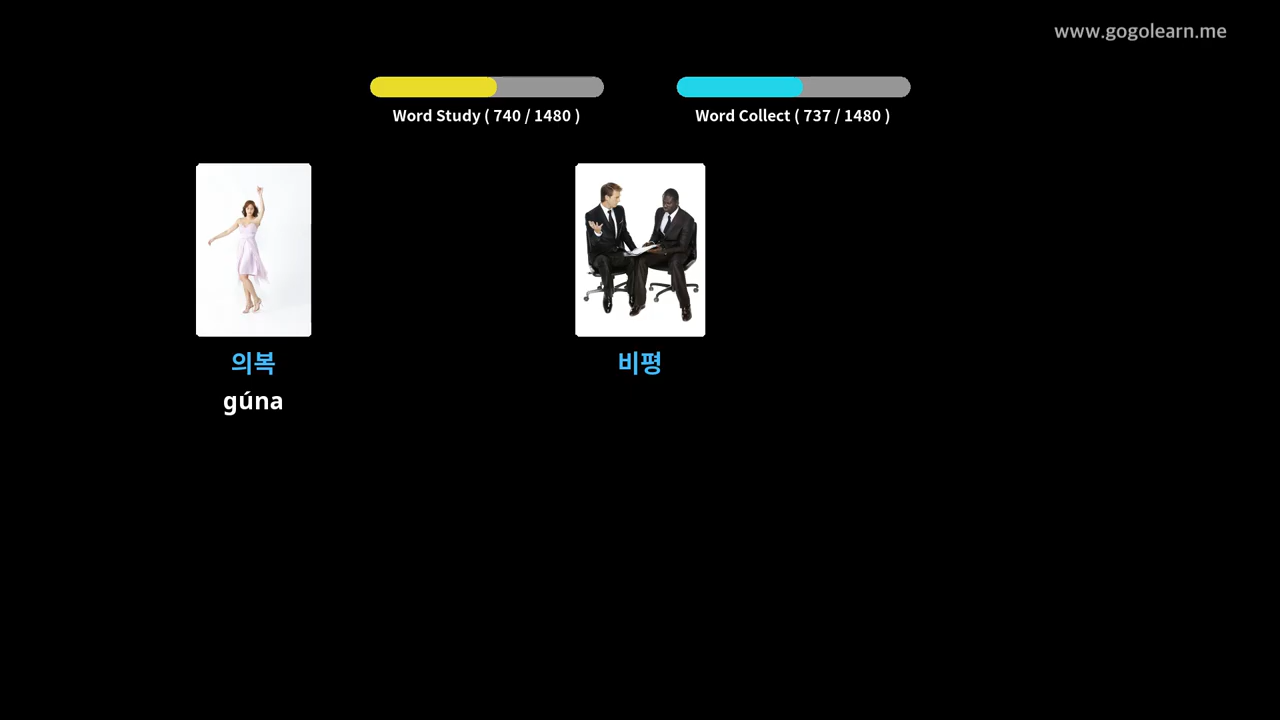 www.gogolearn.me
Word Study ( 740 / 1480 )
Word Collect ( 737 / 1480 )
의복
gúna
비평